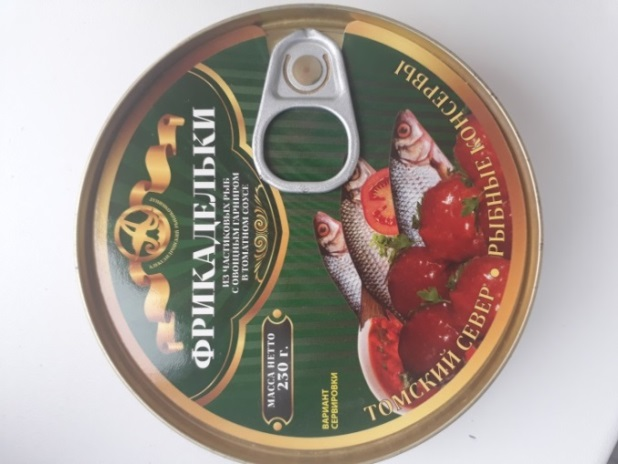 ФРИКАДЕЛЬКИ
ИЗ ЧАСТИКОВЫХ РЫБ
С ОВОЩНЫМ ГАРНИРОМ
В ТОМАТНОМ СОУСЕ
МАССА НЕТТО
250 г.
ВАРИАНТ
СЕРВИРОВКИ
ТОМСКИЙ СЕВЕР • РЫБНЫЕ КОНСЕРВЫ